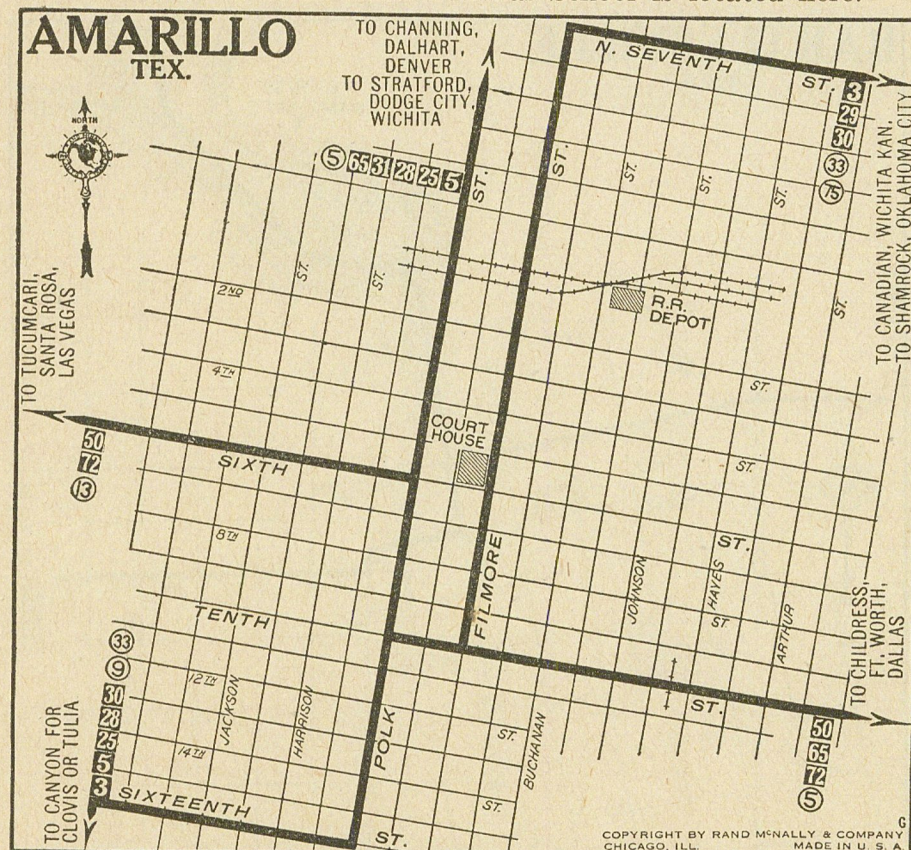 AMARILLO
TEX.
NORTH
TO CHANNING,
DALHART,
DENVER
TO STRATFORD,
DODGE CITY,
WICHITA
N. SEVENTH ST.
3
29
30
33
75
TO CANADIAN, WICHITA KAN.
TO SHAMROCK, OKLAHOMA CITY
5 65 31 28 25 5
ST.
ST.
ST.
ST.
ST.
ST.
ST.
ST.
TO TUCUMCARI,
SANTA ROSA,
LAS VEGAS
2ND
4TH
R.R.
DEPOT
ST.
COURT
HOUSE
50
72
13
SIXTH
ST.
8TH
ST.
FILMORE
JOHNSON
HAYES
ST
ARTHUR
TENTH
ST.
TO CHILDRESS,
FT. WORTH,
DALLAS
33
9
30
28
25
5
3
12TH
JACKSON
HARRISON
POLK
ST.
BUCHANAN
14TH
ST.
50
65
72
5
TO CANYON FOR
CLOVIS OR TULIA
SIXTEENTH
ST.
G
COPYRIGHT BY RAND MCNALLY & COMPANY
CHICAGO, ILL. MADE IN U. S. A.